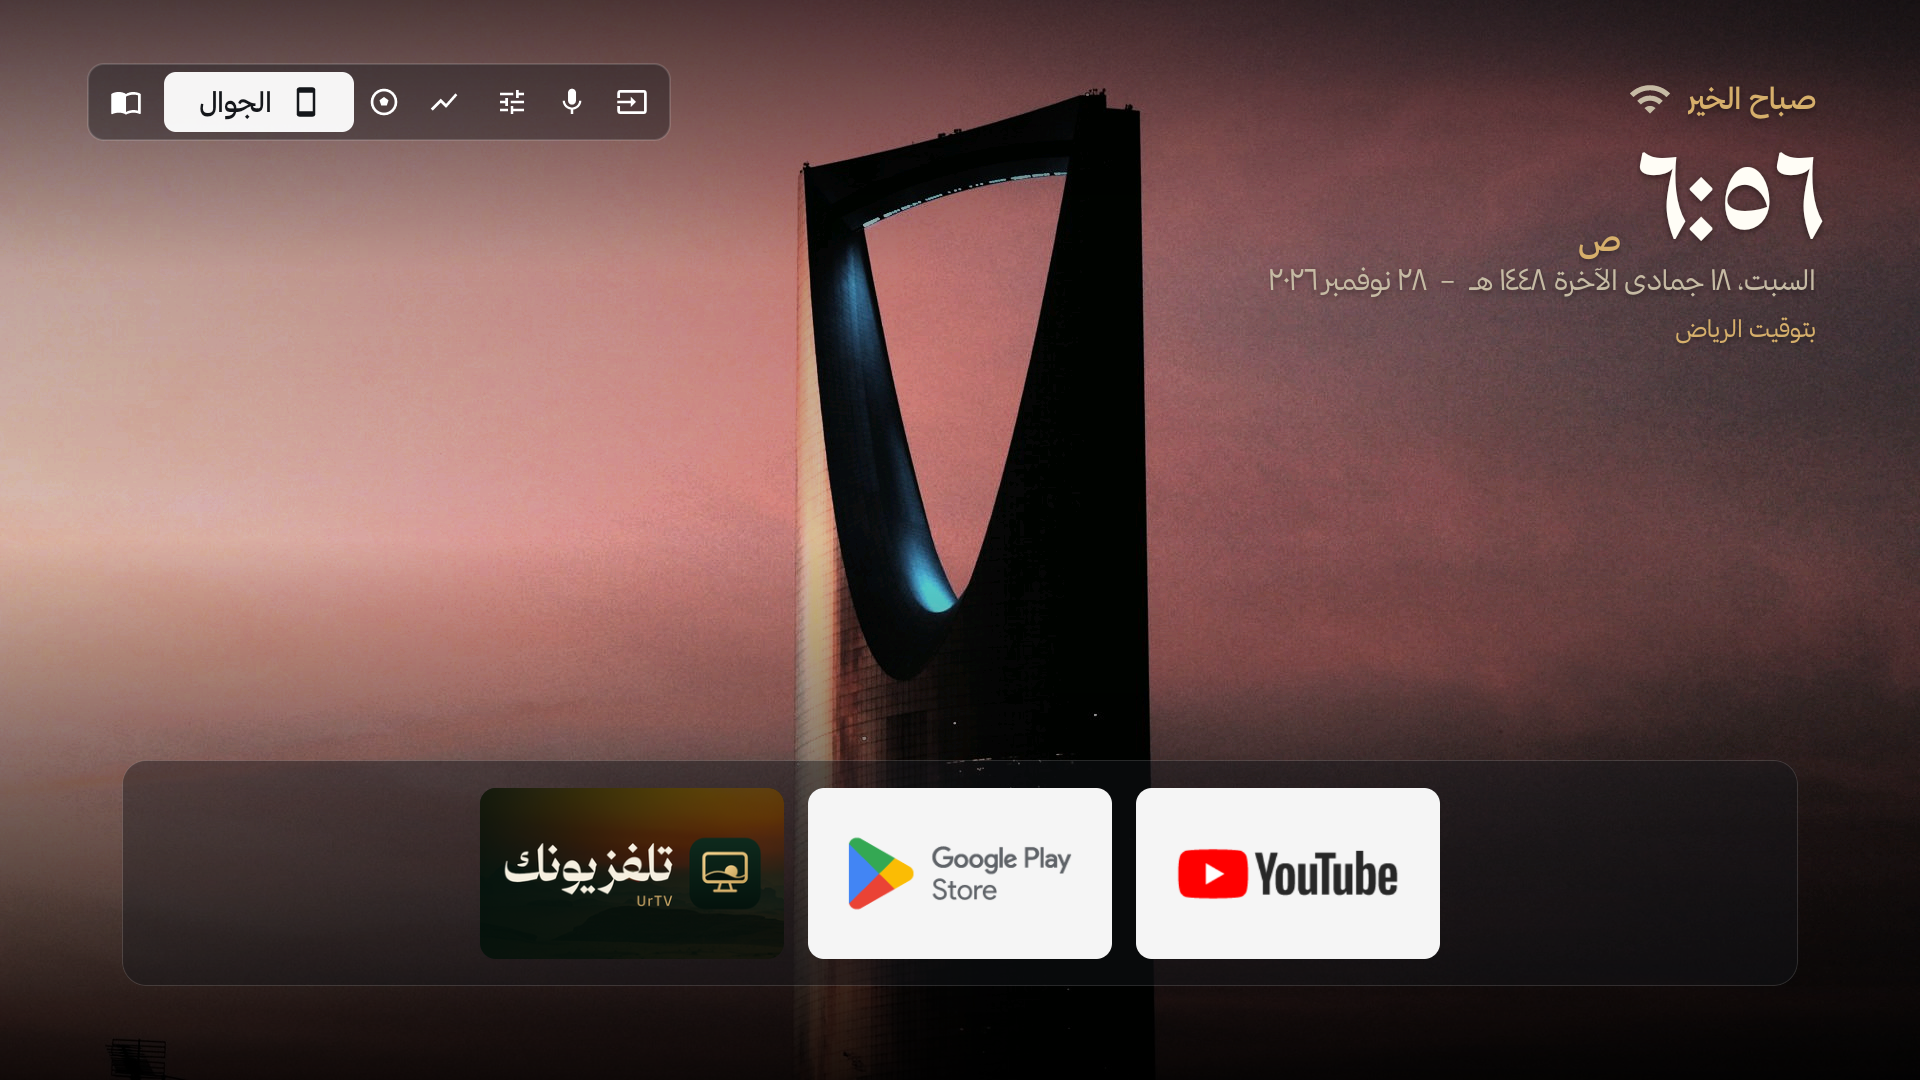 صباح الخير
٦:٥٦ ص
السبت، ١٨ جمادى الآخرة ١٤٤٨ هـ – ٢٨ نوفمبر ٢٠٢٦
بتوقيت الرياض
الجوال
YouTube
Google Play
Store
تلفزيونك
UrTV